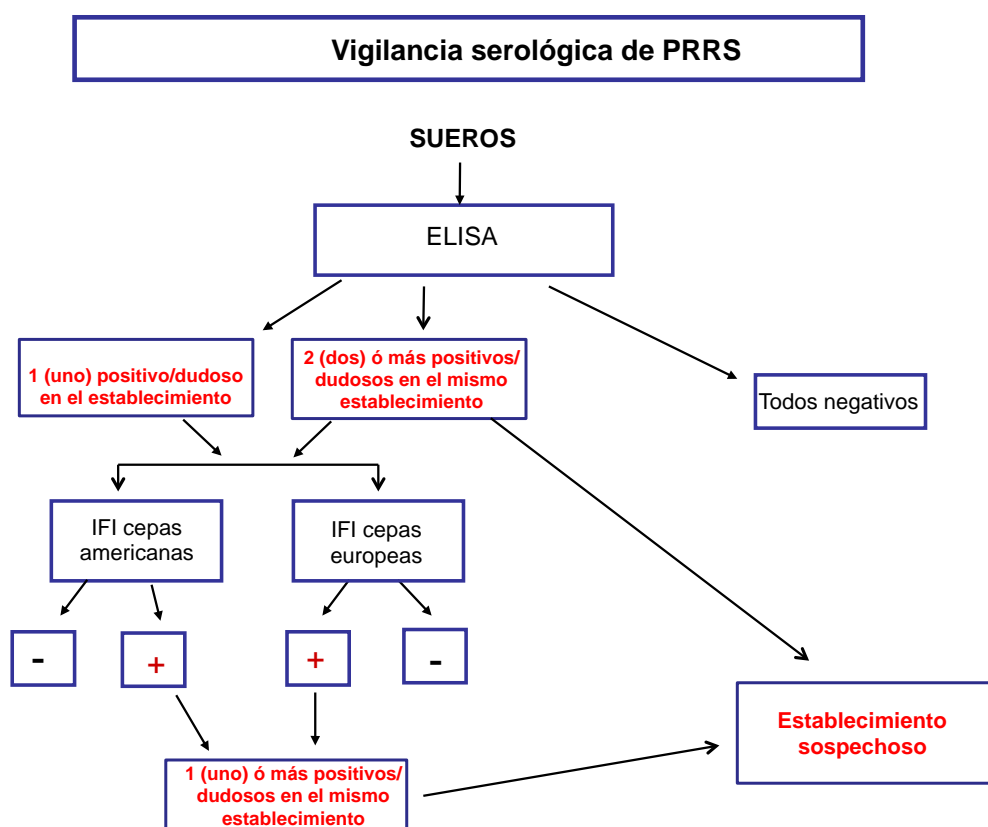 Vigilancia serológica de PRRS
SUEROS
ELISA
1 (uno) positivo/dudoso
en el establecimiento
2 (dos) ó más positivos/
dudosos en el mismo
establecimiento
Todos negativos
IFI cepas
americanas
IFI cepas
europeas
-
+
+
-
1 (uno) ó más positivos/
dudosos en el mismo
establecimiento
Establecimiento
sospechoso